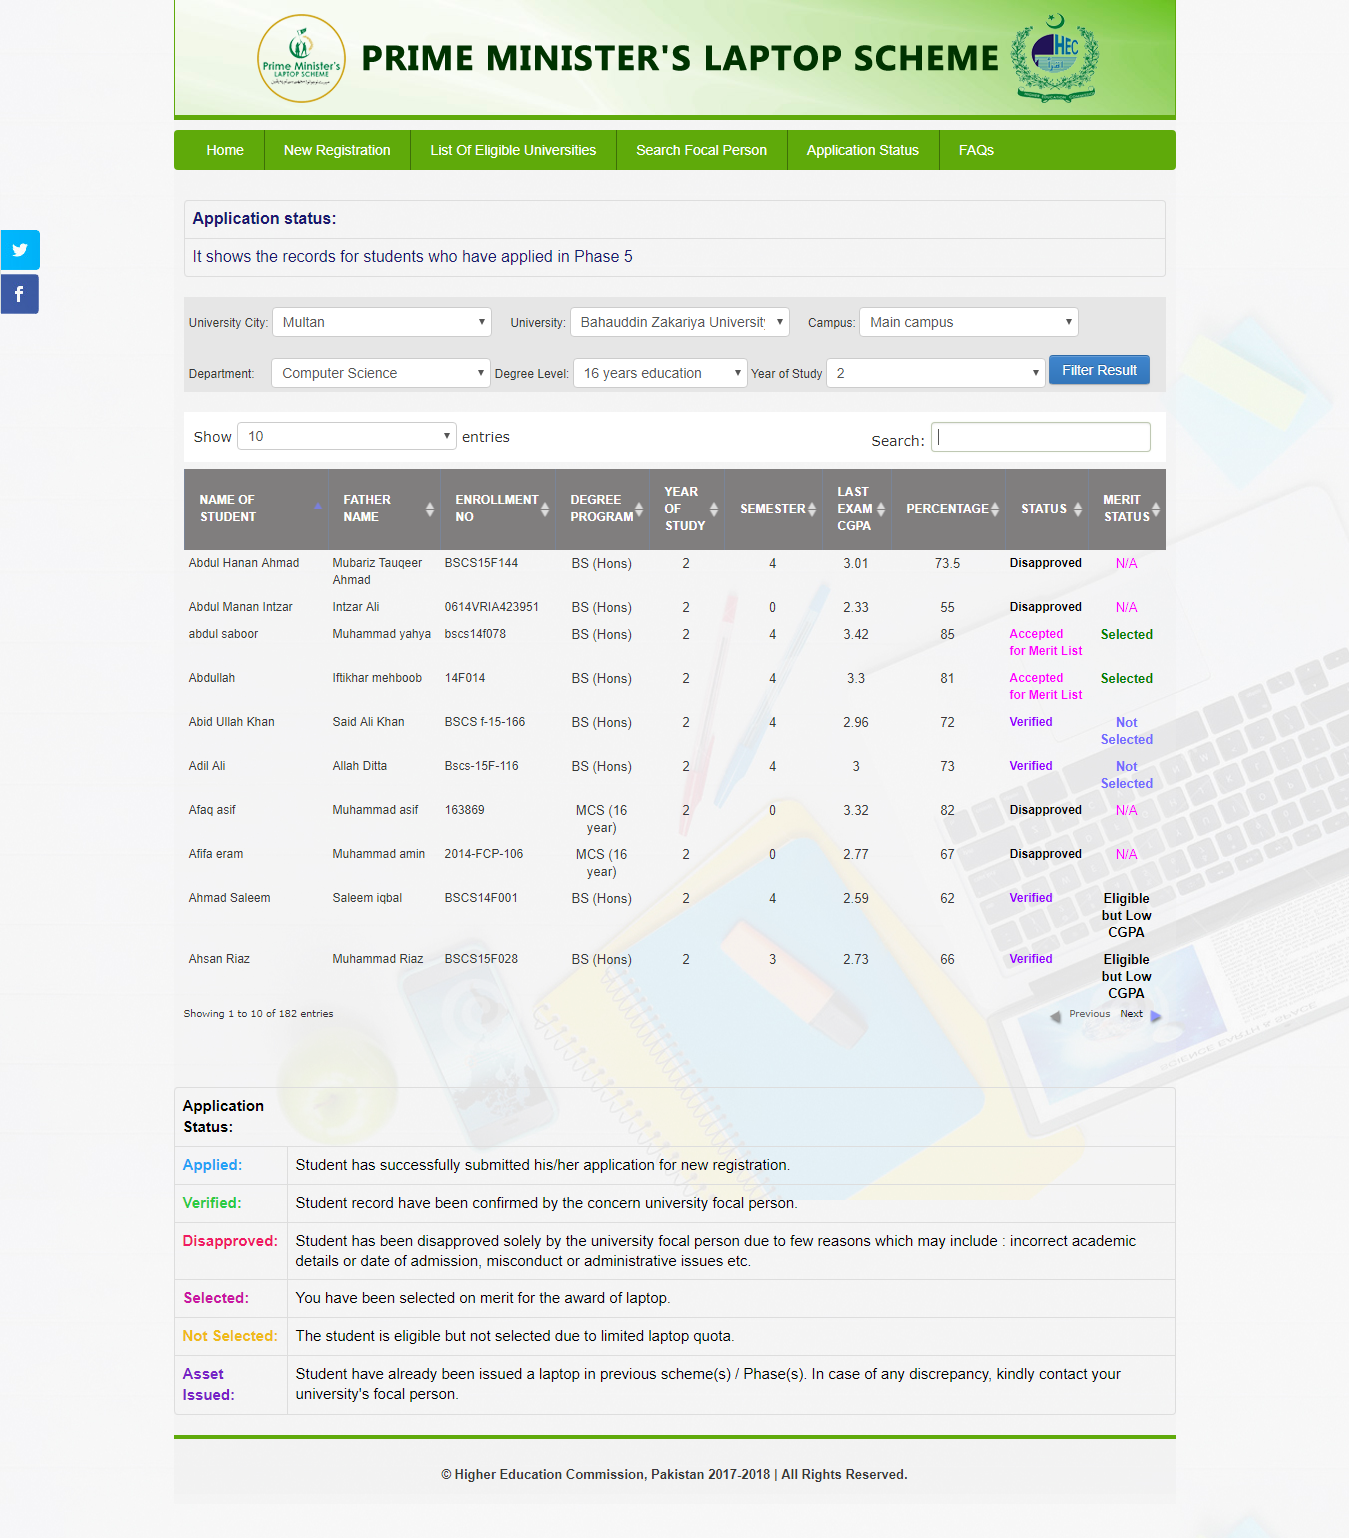 Prime Minister's
LAPTOP SCHEME
PRIME MINISTER'S LAPTOP SCHEME
HEC
Home New Registration List Of Eligible Universities Search Focal Person Application Status FAQs
Application status:
It shows the records for students who have applied in Phase 5
University City: Multan University: Bahauddin Zakariya University Campus: Main campus
Department: Computer Science Degree Level: 16 years education Year of Study 2 Filter Result
Show 10 entries Search:
NAME OF STUDENT FATHER NAME ENROLLMENT NO DEGREE PROGRAM YEAR OF STUDY SEMESTER LAST EXAM CGPA PERCENTAGE STATUS MERIT STATUS
Abdul Hanan Ahmad Mubariz Tauqeer Ahmad BSCS15F144 BS (Hons) 2 4 3.01 73.5 Disapproved N/A
Abdul Manan Intzar Intzar Ali 0614VRIA423951 BS (Hons) 2 0 2.33 55 Disapproved N/A
abdul saboor Muhammad yahya bscs14f078 BS (Hons) 2 4 3.42 85 Accepted for Merit List Selected
Abdullah Iftikhar mehboob 14F014 BS (Hons) 2 4 3.3 81 Accepted for Merit List Selected
Abid Ullah Khan Said Ali Khan BSCS f-15-166 BS (Hons) 2 4 2.96 72 Verified Not Selected
Adil Ali Allah Ditta Bscs-15F-116 BS (Hons) 2 4 3 73 Verified Not Selected
Afaq asif Muhammad asif 163869 MCS (16 year) 2 0 3.32 82 Disapproved N/A
Afifa eram Muhammad amin 2014-FCP-106 MCS (16 year) 2 0 2.77 67 Disapproved N/A
Ahmad Saleem Saleem iqbal BSCS14F001 BS (Hons) 2 4 2.59 62 Verified Eligible but Low CGPA
Ahsan Riaz Muhammad Riaz BSCS15F028 BS (Hons) 2 3 2.73 66 Verified Eligible but Low CGPA
Showing 1 to 10 of 182 entries Previous Next
Application
Status:
Applied: Student has successfully submitted his/her application for new registration.
Verified: Student record have been confirmed by the concern university focal person.
Disapproved: Student has been disapproved solely by the university focal person due to few reasons which may include : incorrect academic
details or date of admission, misconduct or administrative issues etc.
Selected: You have been selected on merit for the award of laptop.
Not Selected: The student is eligible but not selected due to limited laptop quota.
Asset Issued: Student have already been issued a laptop in previous scheme(s) / Phase(s). In case of any discrepancy, kindly contact your
university's focal person.
© Higher Education Commission, Pakistan 2017-2018 | All Rights Reserved.